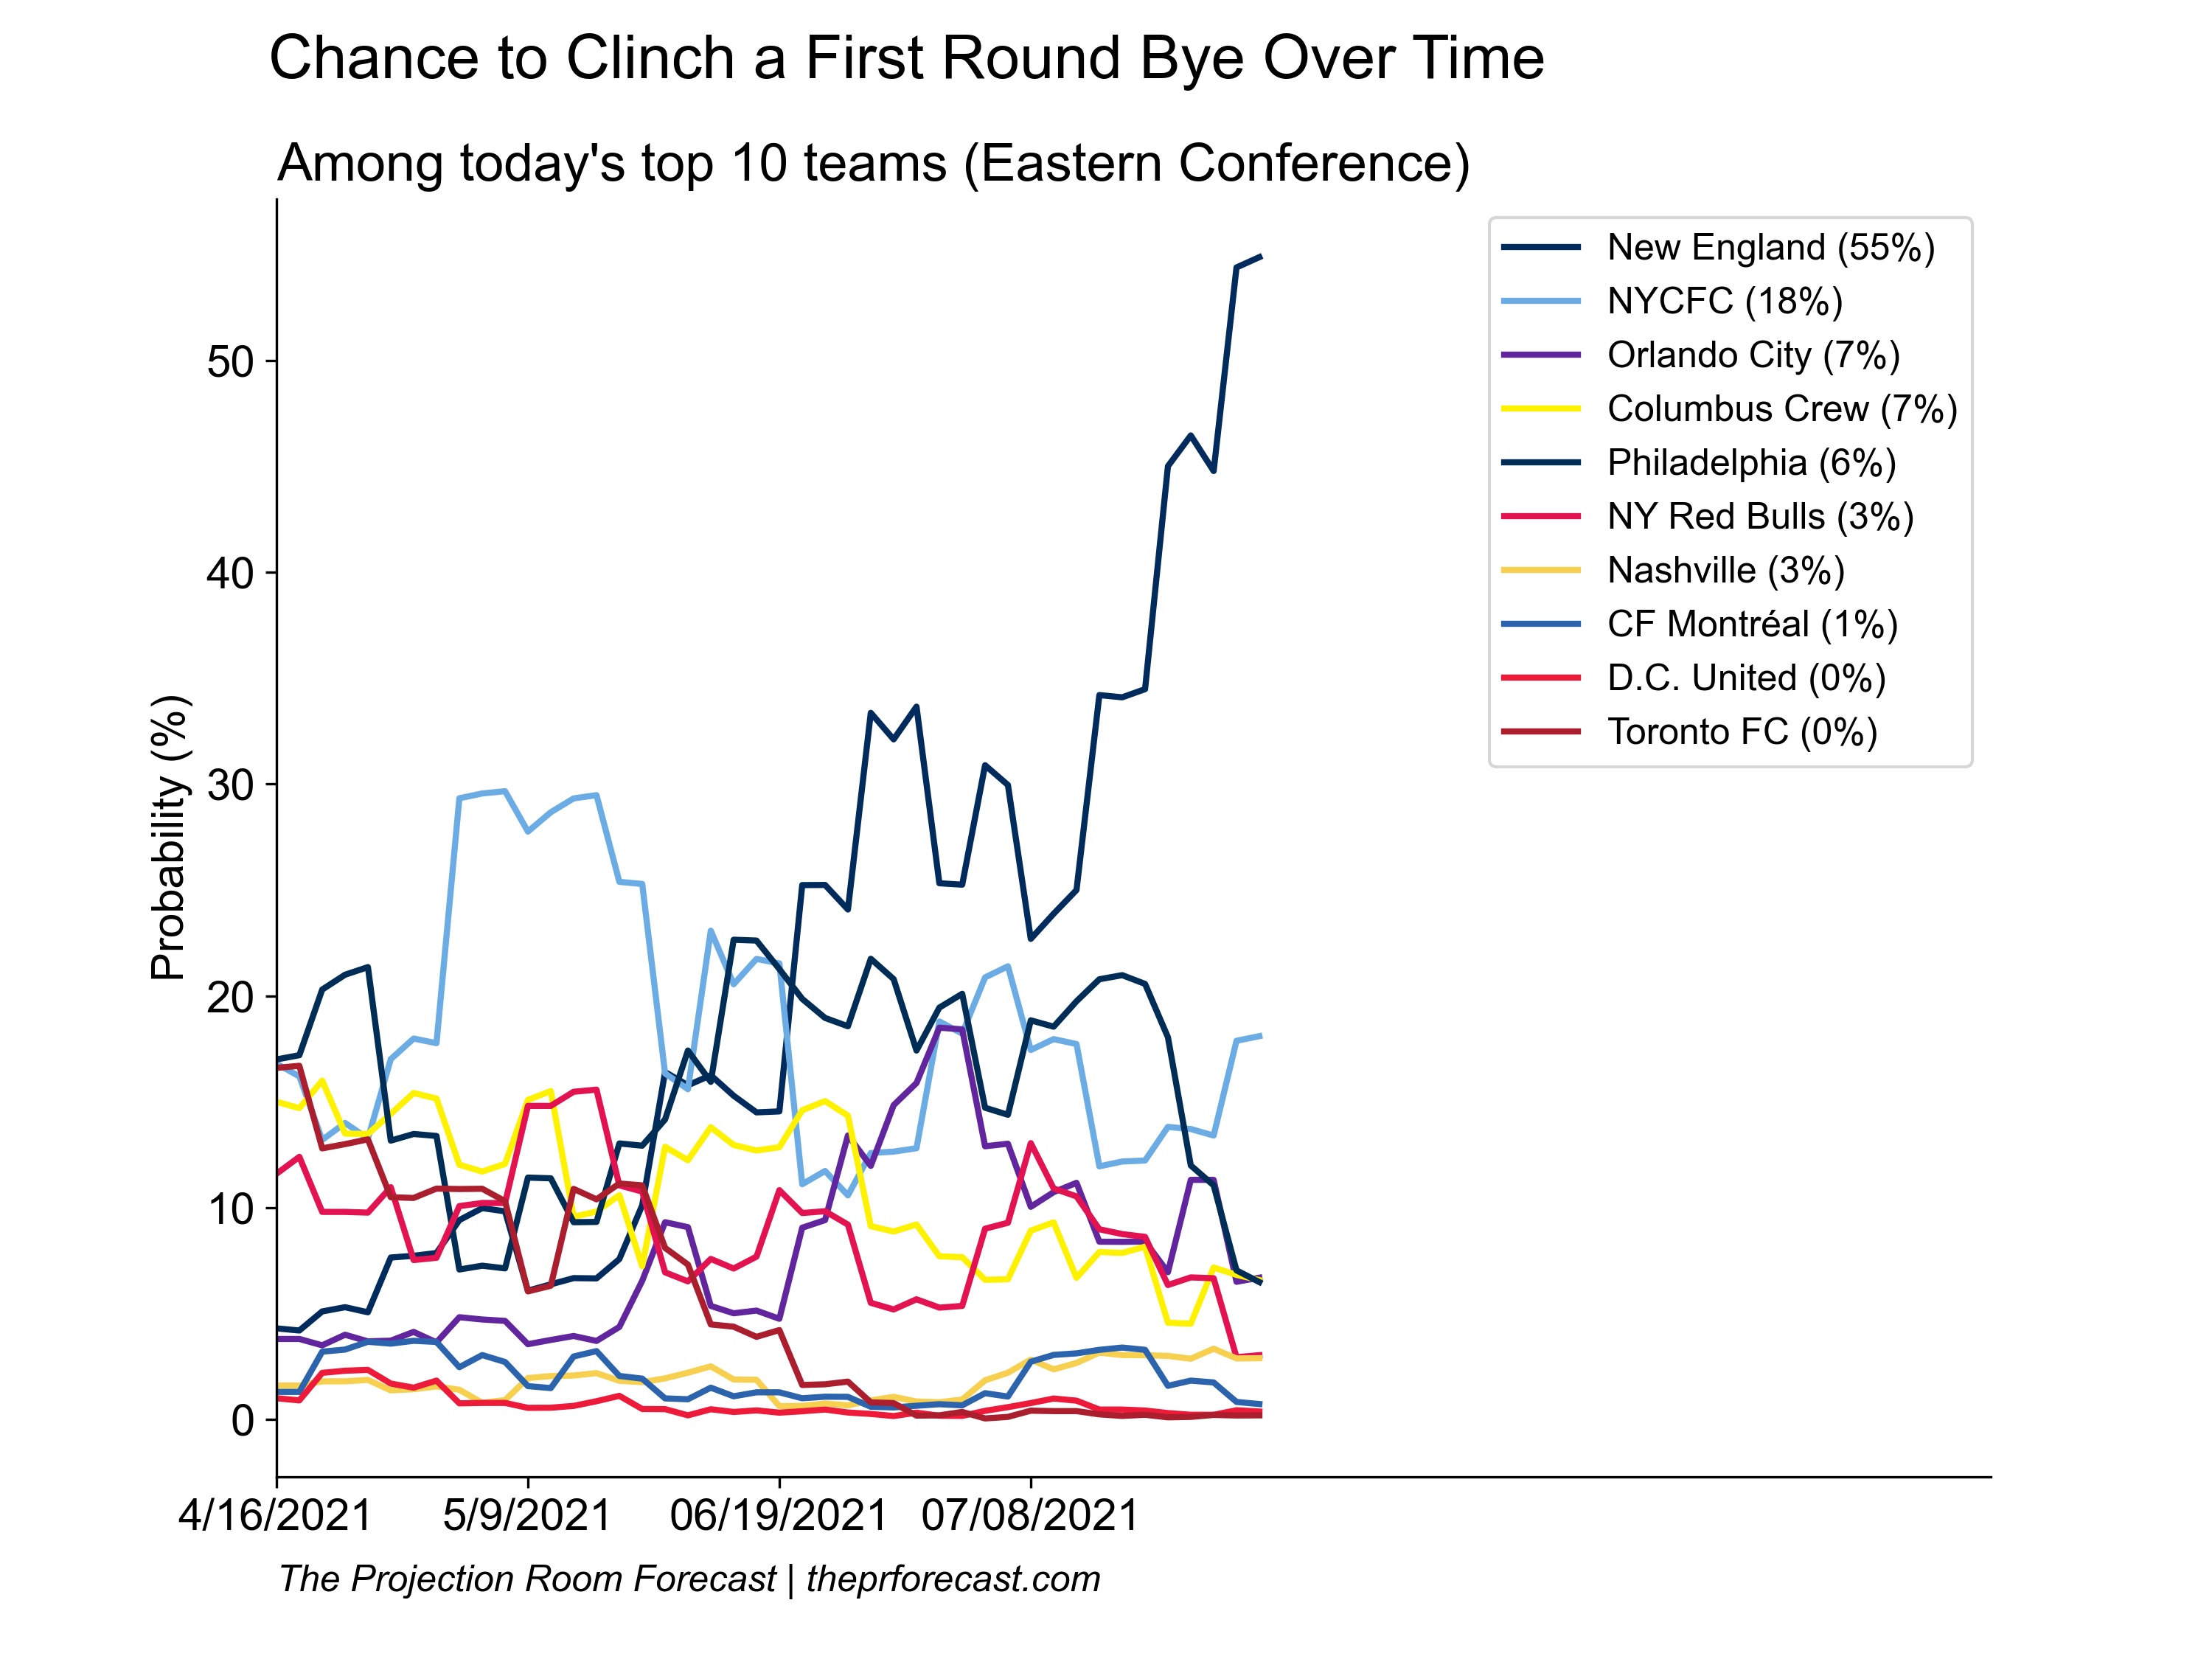 Chance to Clinch a First Round Bye Over Time
Among today's top 10 teams (Eastern Conference)
New England (55%)
NYCFC (18%)
Orlando City (7%)
Columbus Crew (7%)
Philadelphia (6%)
NY Red Bulls (3%)
Nashville (3%)
CF Montréal (1%)
D.C. United (0%)
Toronto FC (0%)
Probability (%)
50
40
30
20
10
0
4/16/2021 5/9/2021 06/19/2021 07/08/2021
The Projection Room Forecast | theprforecast.com